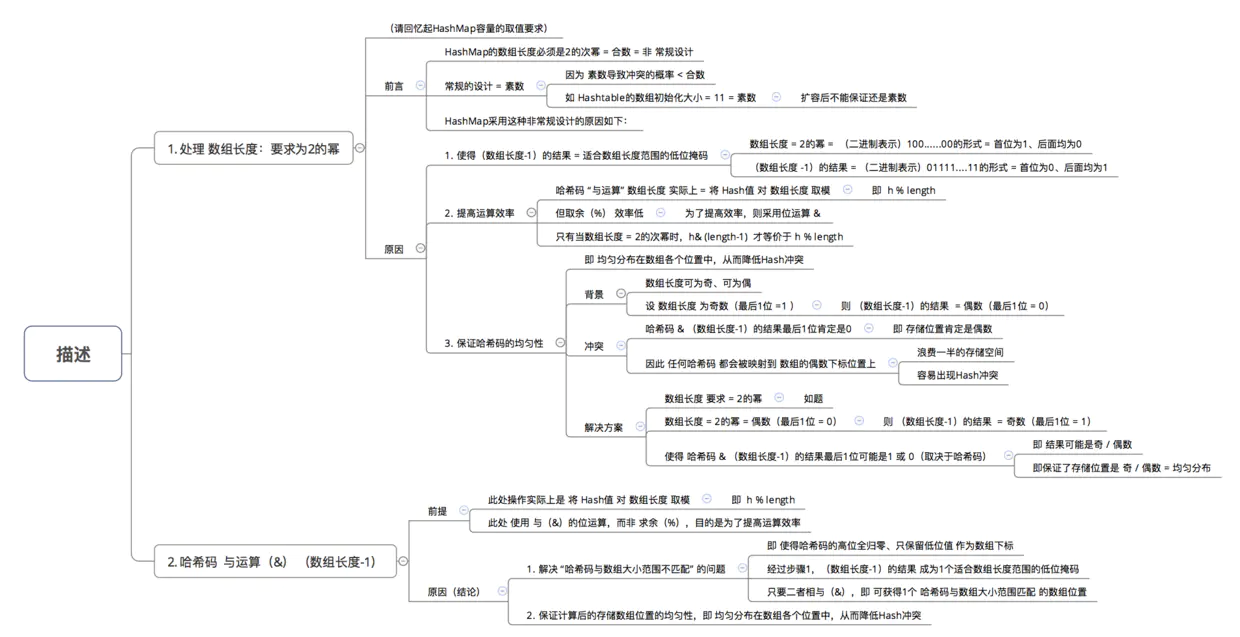 描述
1. 处理 数组长度：要求为2的幂
前言
（请回忆起HashMap容量的取值要求）
HashMap的数组长度必须是2的次幂 = 合数 = 非 常规设计
常规的设计 = 素数
因为 素数导致冲突的概率 < 合数
如 Hashtable的数组初始化大小 = 11 = 素数
扩容后不能保证还是素数
HashMap采用这种非常规设计的原因如下：
原因
1. 使得（数组长度-1）的结果 = 适合数组长度范围的低位掩码
数组长度 = 2的幂 = （二进制表示）100......00的形式 = 首位为1、后面均为0
（数组长度 -1）的结果 = （二进制表示）01111....11的形式 = 首位为0、后面均为1
2. 提高运算效率
哈希码 “与运算” 数组长度 实际上 = 将 Hash值 对 数组长度 取模
即 h % length
但取余（%） 效率低
为了提高效率，则采用位运算 &
只有当数组长度 = 2的次幂时，h& (length-1) 才等价于 h % length
3. 保证哈希码的均匀性
即 均匀分布在数组各个位置中，从而降低Hash冲突
背景
数组长度可为奇、可为偶
设 数组长度 为奇数（最后1位 =1 ）
则 （数组长度-1）的结果 = 偶数（最后1位 = 0）
冲突
哈希码 & （数组长度-1）的结果最后1位肯定是0
即 存储位置肯定是偶数
因此 任何哈希码 都会被映射到 数组的偶数下标位置上
浪费一半的存储空间
容易出现Hash冲突
解决方案
数组长度 要求 = 2的幂
如题
数组长度 = 2的幂 = 偶数（最后1位 = 0）
则 （数组长度-1）的结果 = 奇数（最后1位 = 1）
使得 哈希码 & （数组长度-1）的结果最后1位可能是1 或 0（取决于哈希码）
即 结果可能是奇 / 偶数
即保证了存储位置是 奇 / 偶数 = 均匀分布
2. 哈希码 与运算（&） （数组长度-1）
前提
此处操作实际上是 将 Hash值 对 数组长度 取模
即 h % length
此处 使用 与（&）的位运算，而非 求余（%），目的是为了提高运算效率
原因（结论）
1. 解决 “哈希码与数组大小范围不匹配” 的问题
即 使得哈希码的高位全归零、只保留低位值 作为数组下标
经过步骤1，（数组长度-1）的结果 成为1个适合数组长度范围的低位掩码
只要二者相与（&），即 可获得1个 哈希码与数组大小范围匹配 的数组位置
2. 保证计算后的存储数组位置的均匀性，即 均匀分布在数组各个位置中，从而降低Hash冲突